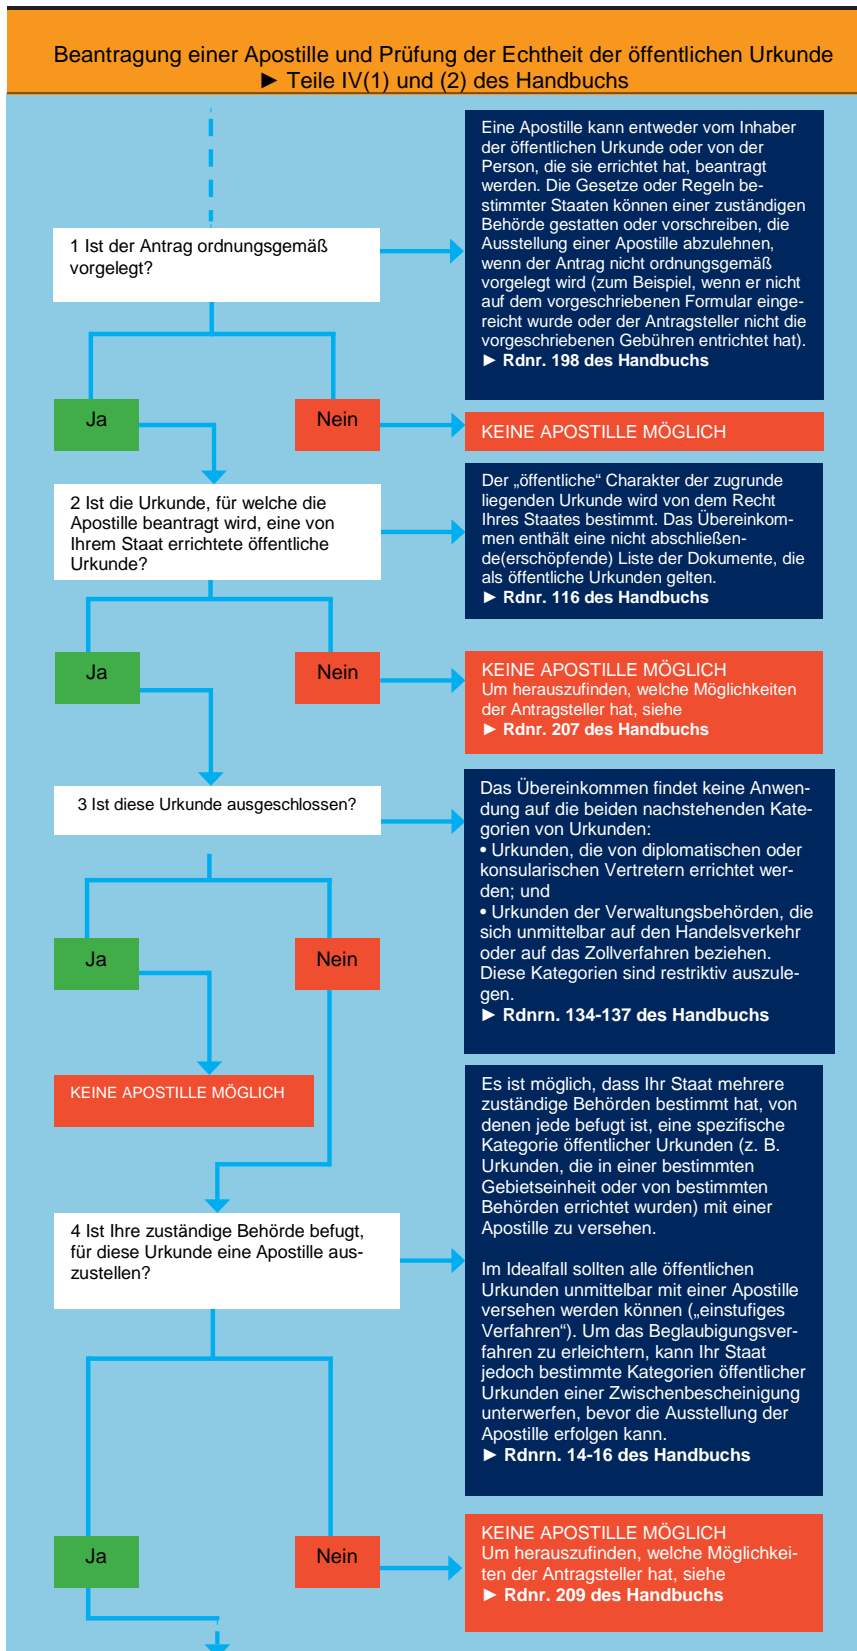 Beantragung einer Apostille und Prüfung der Echtheit der öffentlichen Urkunde
► Teile IV(1) und (2) des Handbuchs
1 Ist der Antrag ordnungsgemäß
vorgelegt?
Eine Apostille kann entweder vom Inhaber
der öffentlichen Urkunde oder von der
Person, die sie errichtet hat, beantragt
werden. Die Gesetze oder Regeln be-
stimmter Staaten können einer zuständigen
Behörde gestatten oder vorschreiben, die
Ausstellung einer Apostille abzulehnen,
wenn der Antrag nicht ordnungsgemäß
vorgelegt wird (zum Beispiel, wenn er nicht
auf dem vorgeschriebenen Formular einge-
reicht wurde oder der Antragsteller nicht die
vorgeschriebenen Gebühren entrichtet hat).
► Rdnr. 198 des Handbuchs
Ja
Nein
KEINE APOSTILLE MÖGLICH
2 Ist die Urkunde, für welche die
Apostille beantragt wird, eine von
Ihrem Staat errichtete öffentliche
Urkunde?
Der „öffentliche“ Charakter der zugrunde
liegenden Urkunde wird von dem Recht
Ihres Staates bestimmt. Das Übereinkom-
men enthält eine nicht abschließen-
de(erschöpfende) Liste der Dokumente, die
als öffentliche Urkunden gelten.
► Rdnr. 116 des Handbuchs
Ja
Nein
KEINE APOSTILLE MÖGLICH
Um herauszufinden, welche Möglichkeiten
der Antragsteller hat, siehe
► Rdnr. 207 des Handbuchs
3 Ist diese Urkunde ausgeschlossen?
Das Übereinkommen findet keine Anwen-
dung auf die beiden nachstehenden Kate-
gorien von Urkunden:
• Urkunden, die von diplomatischen oder
konsularischen Vertretern errichtet wer-
den; und
• Urkunden der Verwaltungsbehörden, die
sich unmittelbar auf den Handelsverkehr
oder auf das Zollverfahren beziehen.
Diese Kategorien sind restriktiv auszule-
gen.
► Rdnrn. 134-137 des Handbuchs
Ja
Nein
KEINE APOSTILLE MÖGLICH
4 Ist Ihre zuständige Behörde befugt,
für diese Urkunde eine Apostille aus-
zustellen?
Es ist möglich, dass Ihr Staat mehrere
zuständige Behörden bestimmt hat, von
denen jede befugt ist, eine spezifische
Kategorie öffentlicher Urkunden (z. B.
Urkunden, die in einer bestimmten
Gebietseinheit oder von bestimmten
Behörden errichtet wurden) mit einer
Apostille zu versehen.
Im Idealfall sollten alle öffentlichen
Urkunden unmittelbar mit einer Apostille
versehen werden können („einstufiges
Verfahren“). Um das Beglaubigungsver-
fahren zu erleichtern, kann Ihr Staat
jedoch bestimmte Kategorien öffentlicher
Urkunden einer Zwischenbescheinigung
unterwerfen, bevor die Ausstellung der
Apostille erfolgen kann.
► Rdnrn. 14-16 des Handbuchs
Ja
Nein
KEINE APOSTILLE MÖGLICH
Um herauszufinden, welche Möglichkei-
ten der Antragsteller hat, siehe
► Rdnr. 209 des Handbuchs